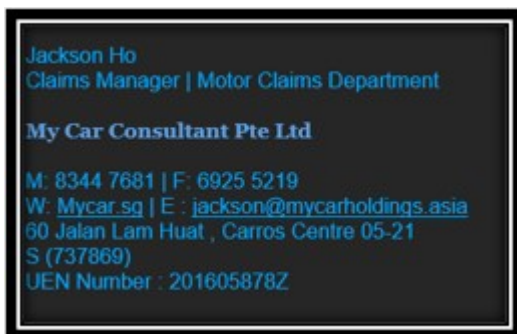 Jackson Ho
Claims Manager | Motor Claims Department
My Car Consultant Pte Ltd
M: 8344 7681 | F: 6925 5219
W: Mycar.sg | E : jackson@mycarholdings.asia
60 Jalan Lam Huat , Carros Centre 05-21
S (737869)
UEN Number : 201605878Z